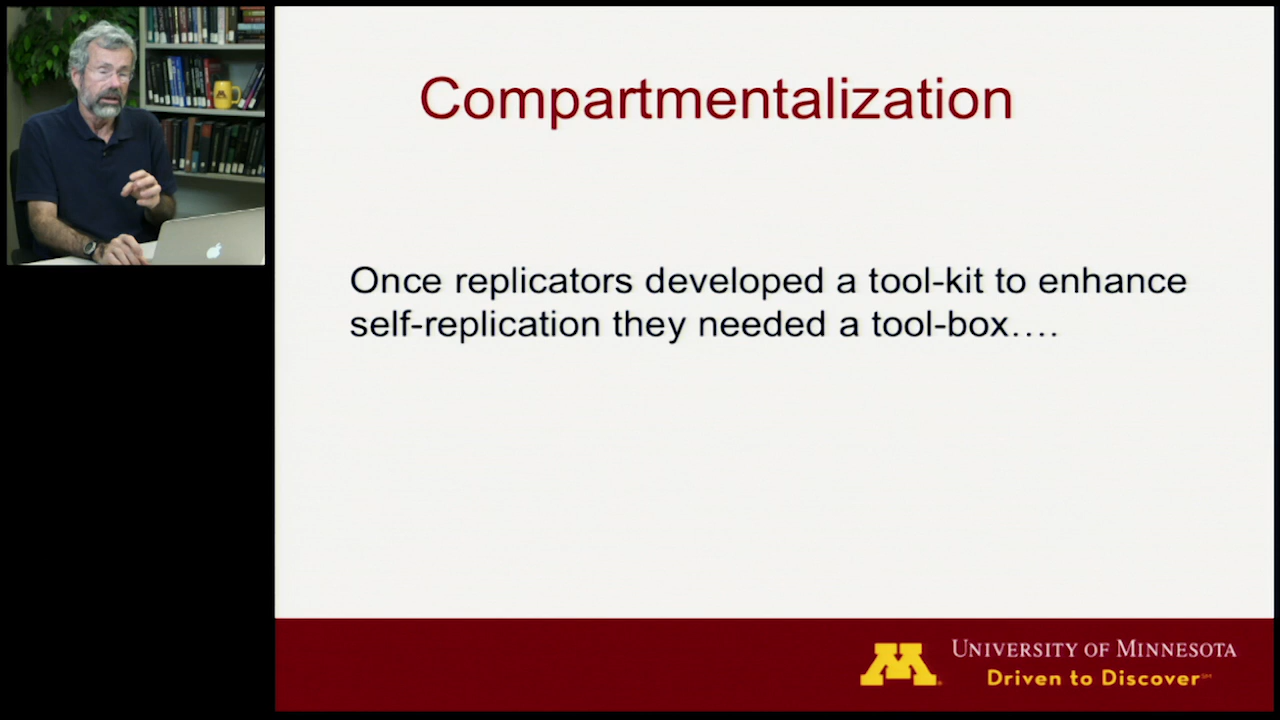 Compartmentalization
Once replicators developed a tool-kit to enhance
self-replication they needed a tool-box….
M
UNIVERSITY OF MINNESOTA
Driven to Discover℠